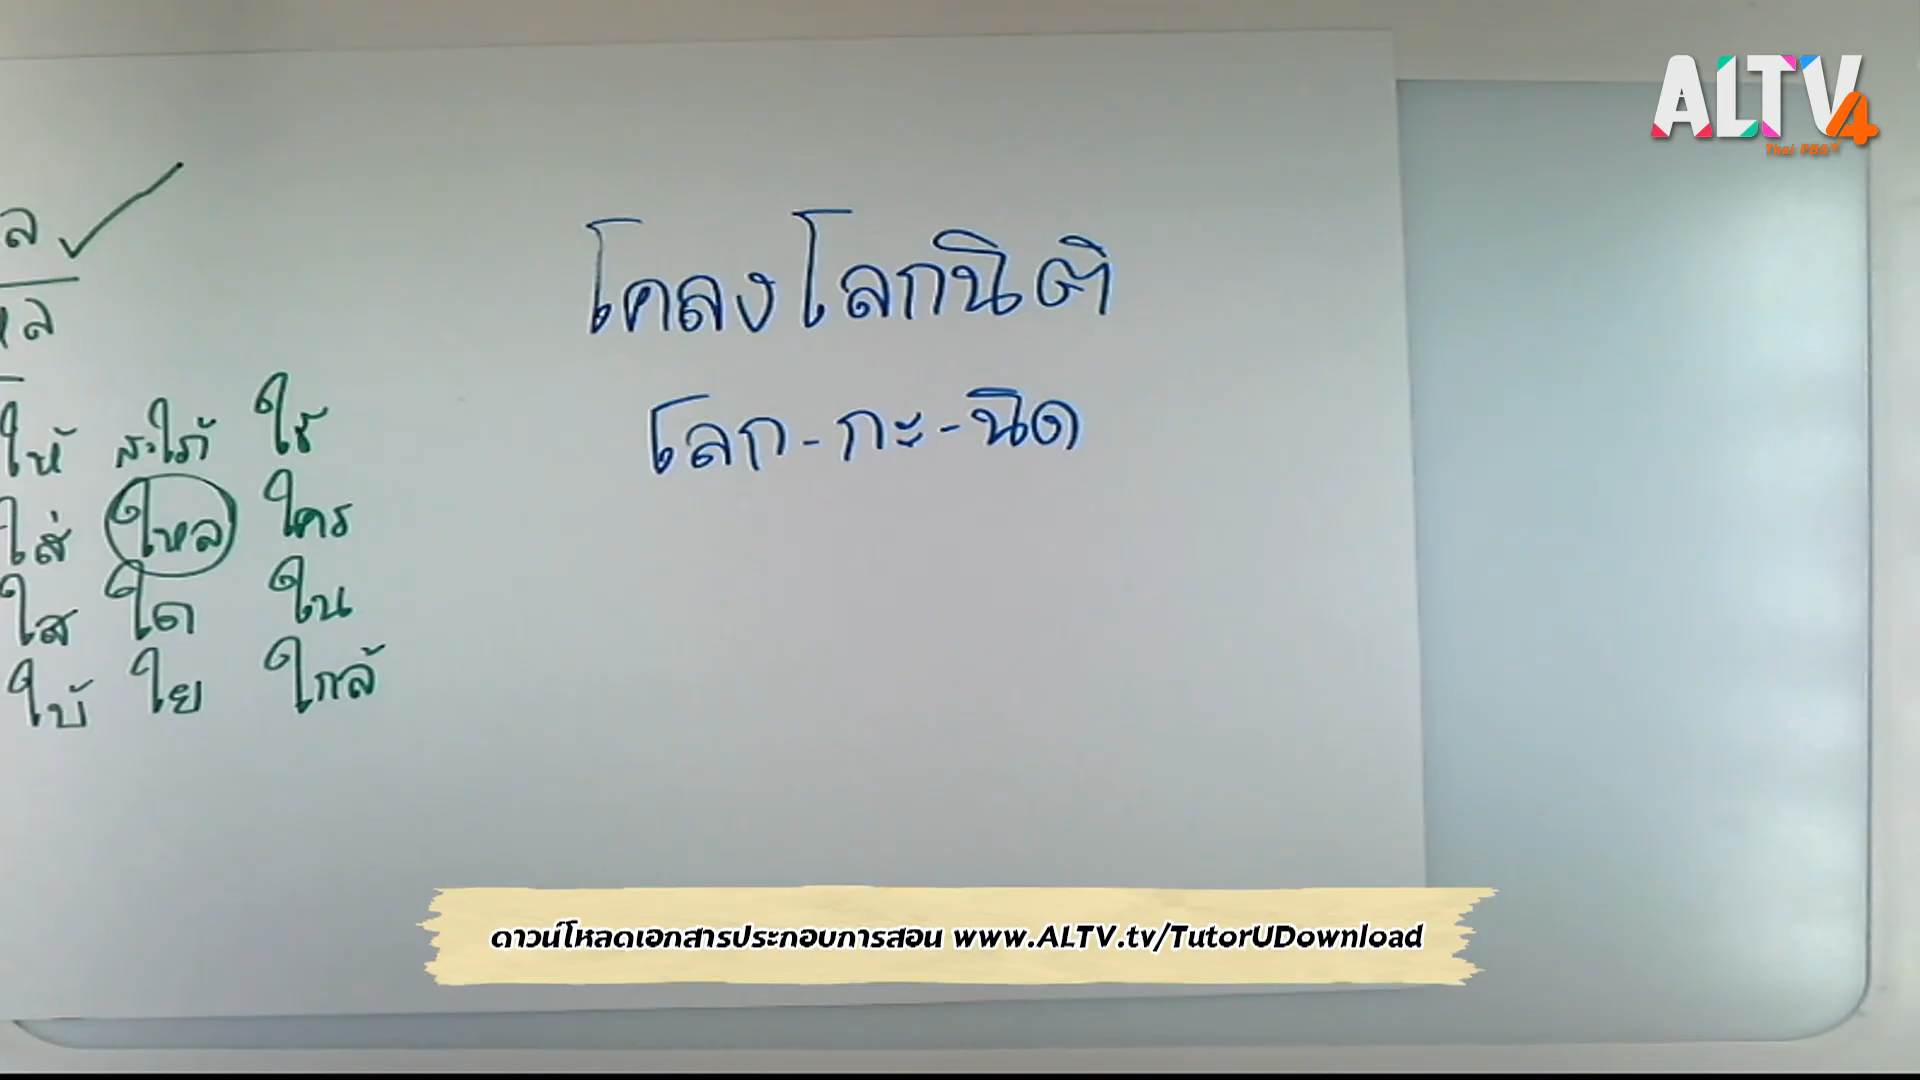 ALTV4
Thai PBS
ล ✓
หล
ให้ สะใภ้ ใช้
ใส่ ใหล ใคร
ใส ใด ใน
ใบ้ ใย ใกล้
โคลงโลกนิติ
โลก-กะ-นิด
ดาวน์โหลดเอกสารประกอบการสอน www.ALTV.tv/TutorUDownload